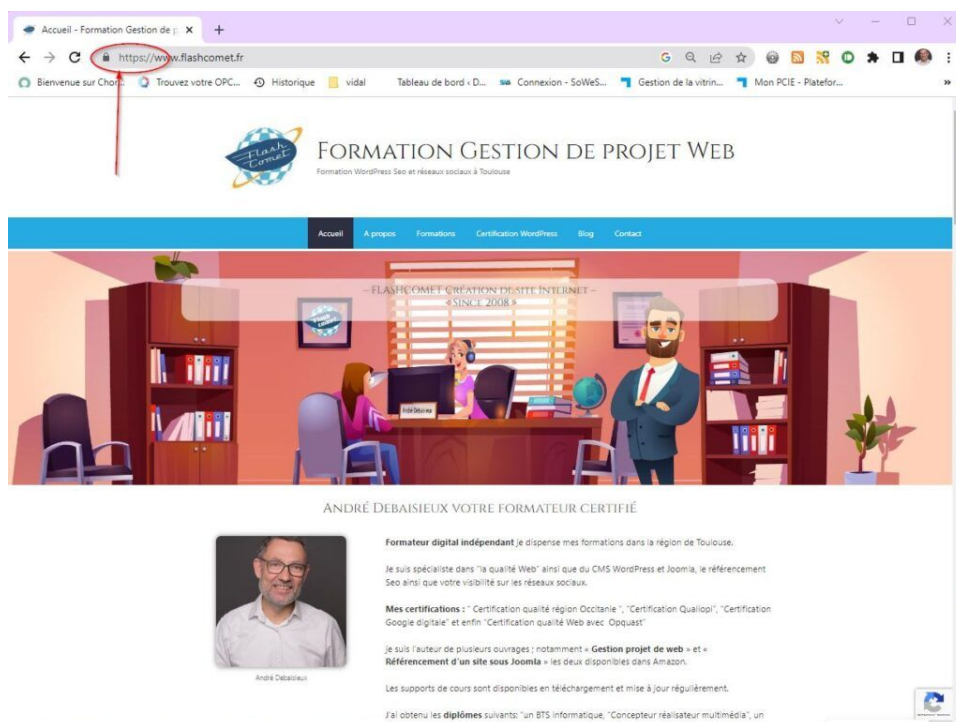 Accueil - Formation Gestion de p
https://www.flashcomet.fr
Bienvenue sur Chor... Trouvez votre OPC... Historique vidal Tableau de bord ‹ D... Connexion – SoWeS... Gestion de la vitrin... Mon PCIE - Platefor... »
Flash Comet
Formation Gestion de projet Web
Formation WordPress Seo et réseaux sociaux à Toulouse
Accueil A propos Formations Certification WordPress Blog Contact
– Flashcomet Création de site Internet –
« Since 2008 »
Flash Comet
André Debaisieux votre formateur certifié
Formateur digital indépendant je dispense mes formations dans la région de Toulouse.
Je suis spécialiste dans "la qualité Web" ainsi que du CMS WordPress et Joomla, le référencement
Seo ainsi que votre visibilité sur les réseaux sociaux.
Mes certifications : " Certification qualité région Occitanie ", "Certification Qualiopi", "Certification
Google digitale" et enfin "Certification qualité Web avec Opquast"
je suis l'auteur de plusieurs ouvrages ; notamment « Gestion projet de web » et «
Référencement d'un site sous Joomla » les deux disponibles dans Amazon.
André Debaisieux
Les supports de cours sont disponibles en téléchargement et mise à jour régulièrement.
J'ai obtenu les diplômes suivants: "un BTS informatique, "Concepteur réalisateur multimédia", un